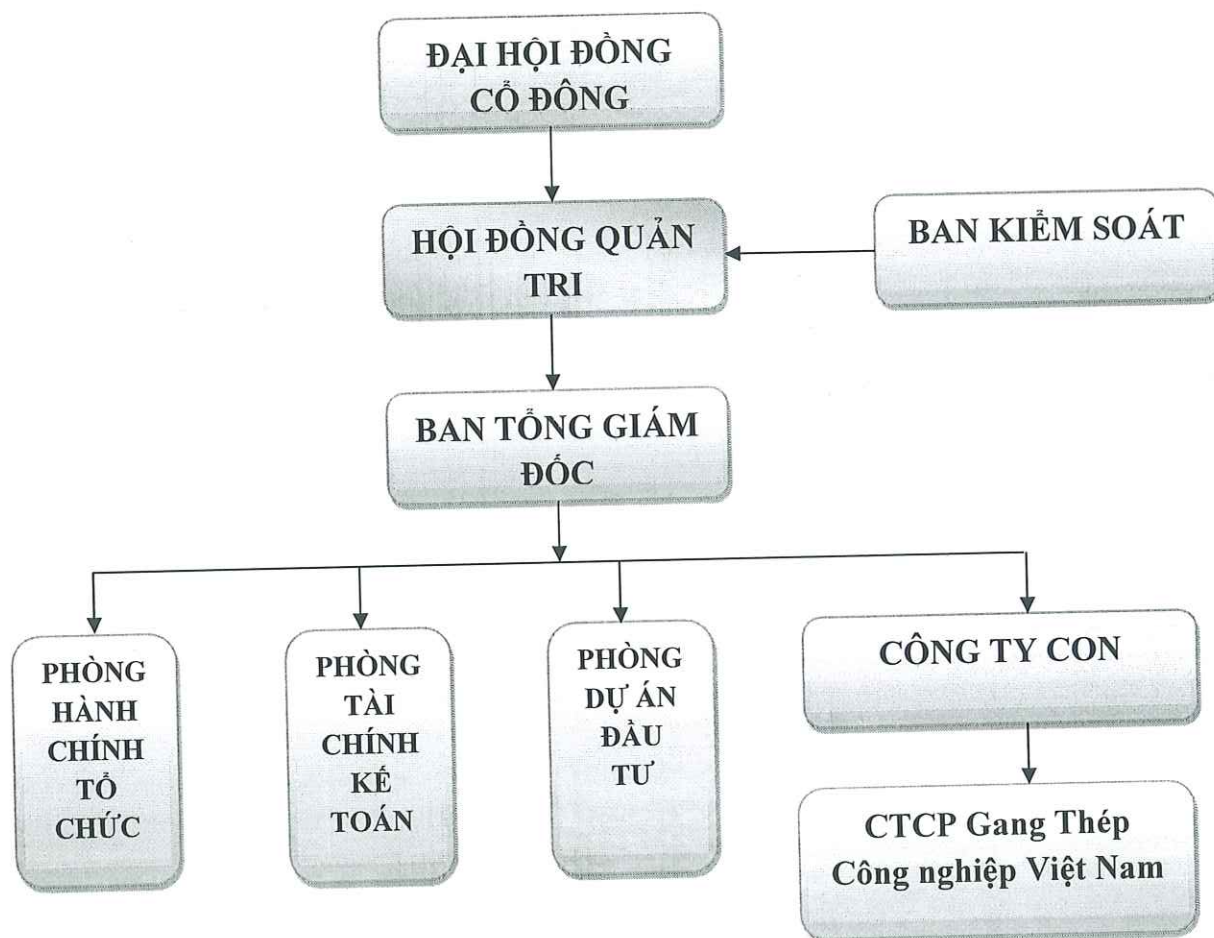 ĐẠI HỘI ĐỒNG
CỔ ĐÔNG
HỘI ĐỒNG QUẢN
TRI
BAN KIỂM SOÁT
BAN TỔNG GIÁM
ĐỐC
PHÒNG
HÀNH
CHÍNH
TỔ
CHỨC
PHÒNG
TÀI
CHÍNH
KẾ
TOÁN
PHÒNG
DỰ ÁN
ĐẦU
TƯ
CÔNG TY CON
CTCP Gang Thép
Công nghiệp Việt Nam